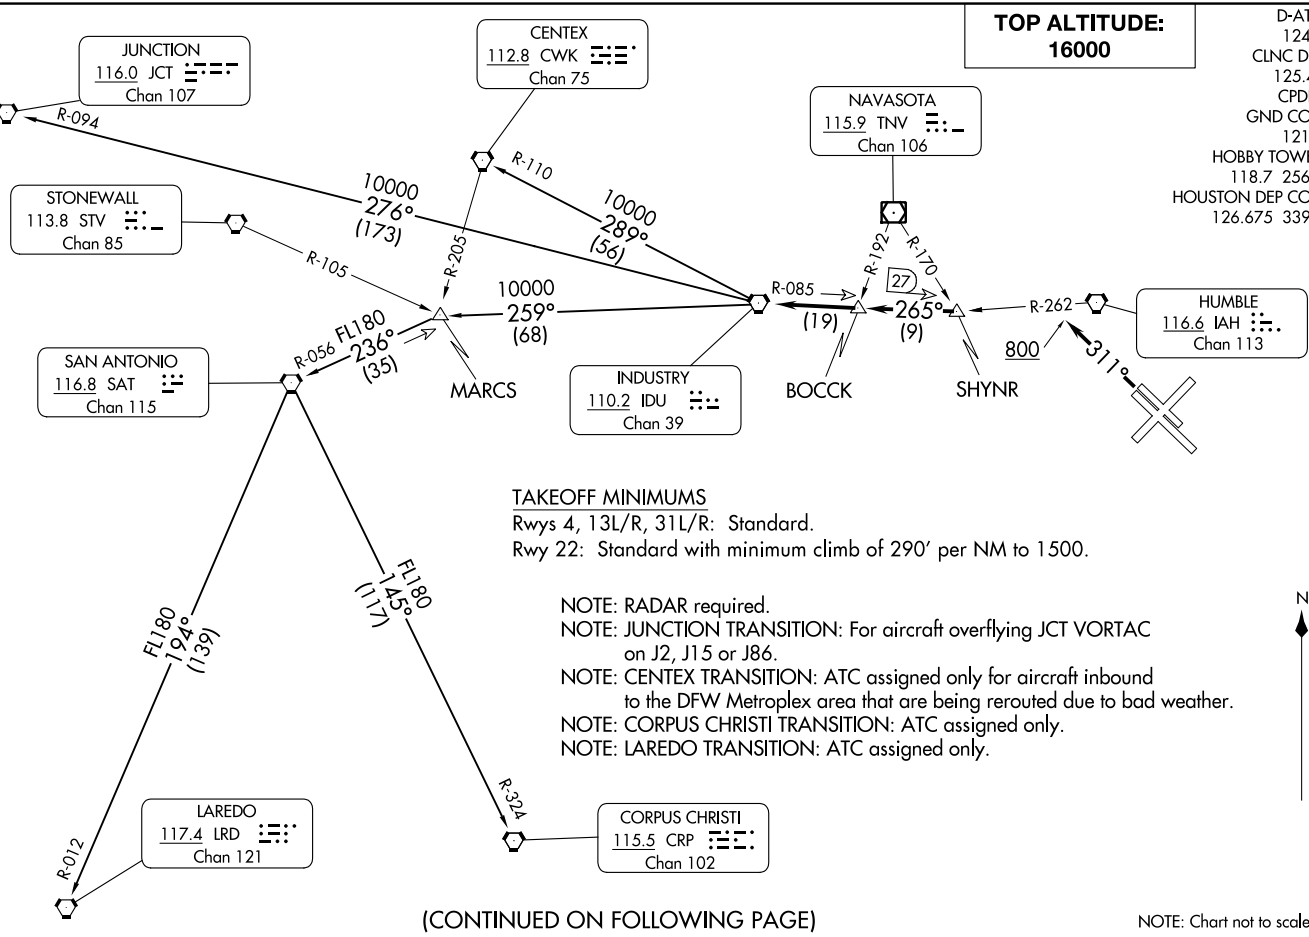 TOP ALTITUDE:
16000
JUNCTION
116.0 JCT
Chan 107
CENTEX
112.8 CWK
Chan 75
NAVASOTA
115.9 TNV
Chan 106
D-AT
124
CLNC D
125.4
CPD
GND CO
121
HOBBY TOW
118.7 256
HOUSTON DEP CO
126.675 339
STONEWALL
113.8 STV
Chan 85
R-094
R-110
10000
276°
(173)
10000
289°
(56)
R-205
R-105
R-192
R-170
27
R-085
(19)
265°
(9)
R-262
HUMBLE
116.6 IAH
Chan 113
800
311°
10000
259°
(68)
R-056
FL180
236°
(35)
SAN ANTONIO
116.8 SAT
Chan 115
MARCS
INDUSTRY
110.2 IDU
Chan 39
BOCCK
SHYNR
TAKEOFF MINIMUMS
Rwys 4, 13L/R, 31L/R: Standard.
Rwy 22: Standard with minimum climb of 290' per NM to 1500.
NOTE: RADAR required.
NOTE: JUNCTION TRANSITION: For aircraft overflying JCT VORTAC
on J2, J15 or J86.
NOTE: CENTEX TRANSITION: ATC assigned only for aircraft inbound
to the DFW Metroplex area that are being rerouted due to bad weather.
NOTE: CORPUS CHRISTI TRANSITION: ATC assigned only.
NOTE: LAREDO TRANSITION: ATC assigned only.
N
FL180
194°
(139)
FL180
145°
(117)
R-324
R-012
LAREDO
117.4 LRD
Chan 121
CORPUS CHRISTI
115.5 CRP
Chan 102
(CONTINUED ON FOLLOWING PAGE)
NOTE: Chart not to scale